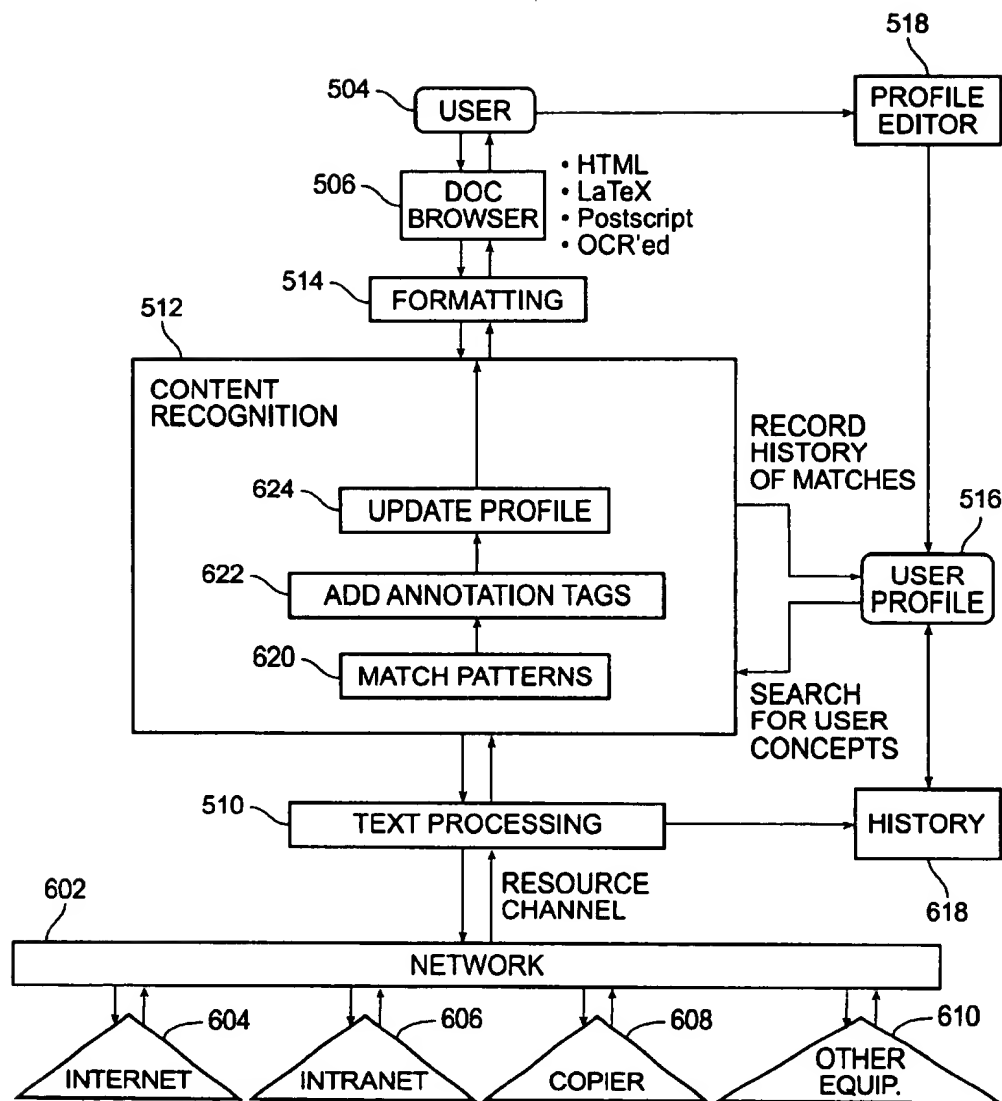 518
504
USER
PROFILE
EDITOR
506
DOC
BROWSER
• HTML
• LaTeX
• Postscript
• OCR'ed
514
FORMATTING
512
CONTENT
RECOGNITION
RECORD
HISTORY
OF MATCHES
624
UPDATE PROFILE
516
622
ADD ANNOTATION TAGS
USER
PROFILE
620
MATCH PATTERNS
SEARCH
FOR USER
CONCEPTS
510
TEXT PROCESSING
HISTORY
RESOURCE
CHANNEL
618
602
NETWORK
604
606
608
610
INTERNET
INTRANET
COPIER
OTHER
EQUIP.